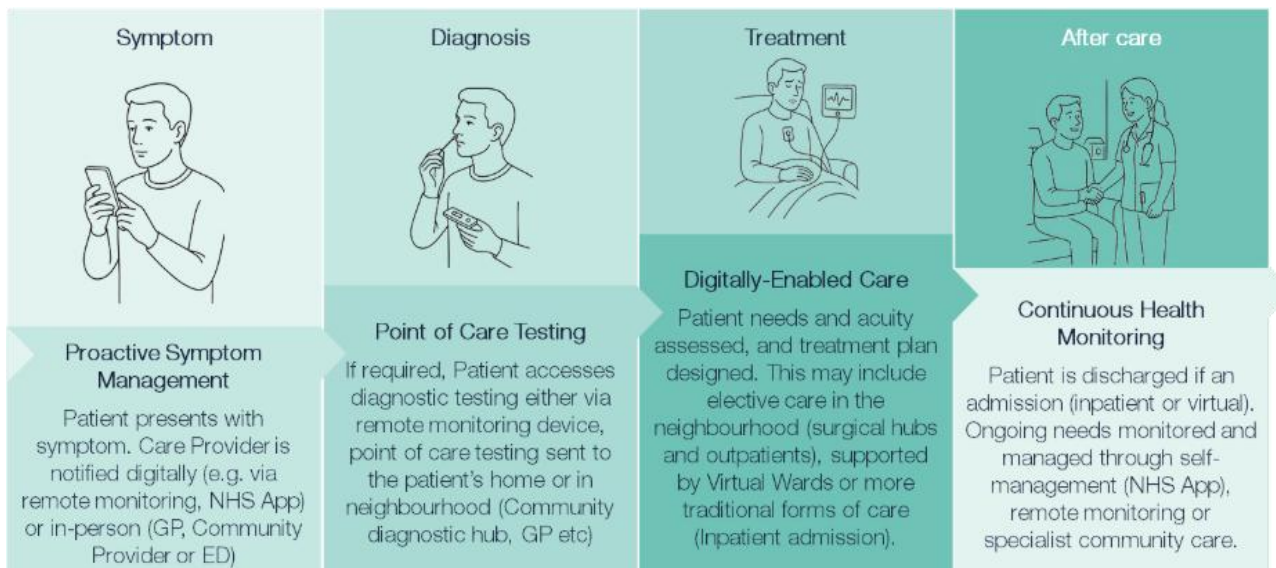 Symptom
Proactive Symptom
Management
Patient presents with
symptom. Care Provider is
notified digitally (e.g. via
remote monitoring, NHS App)
or in-person (GP, Community
Provider or ED)
Diagnosis
Point of Care Testing
If required, Patient accesses
diagnostic testing either via
remote monitoring device,
point of care testing sent to
the patient's home or in
neighbourhood (Community
diagnostic hub, GP etc)
Treatment
Digitally-Enabled Care
Patient needs and acuity
assessed, and treatment plan
designed. This may include
elective care in the
neighbourhood (surgical hubs
and outpatients), supported
by Virtual Wards or more
traditional forms of care
(Inpatient admission).
After care
Continuous Health
Monitoring
Patient is discharged if an
admission (inpatient or virtual).
Ongoing needs monitored and
managed through self-
management (NHS App),
remote monitoring or
specialist community care.